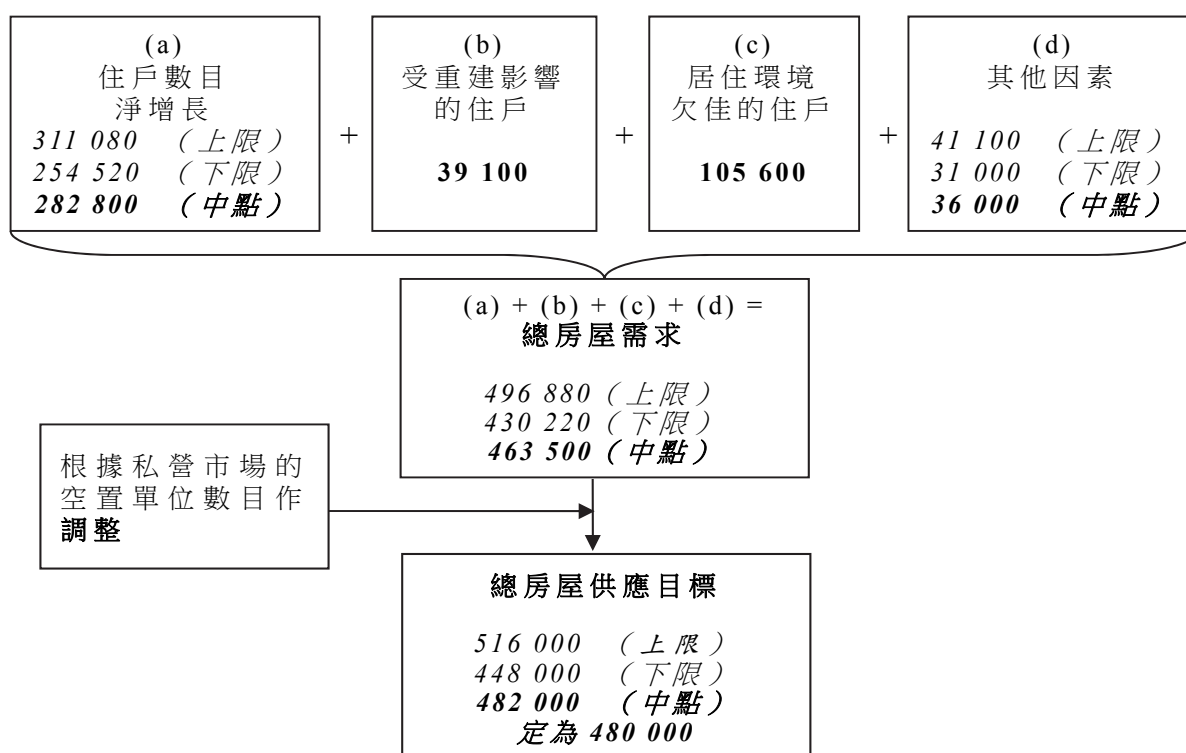 (a)
住戶數目
淨增長
311 080 （上限）
254 520 （下限）
282 800 （中點）
+
(b)
受重建影響
的住戶
39 100
+
(c)
居住環境
欠佳的住戶
105 600
+
(d)
其他因素
41 100 （上限）
31 000 （下限）
36 000 （中點）
(a) + (b) + (c) + (d) =
總房屋需求
496 880（上限）
430 220（下限）
463 500（中點）
根據私營市場的
空置單位數目作
調整
總房屋供應目標
516 000 （上限）
448 000 （下限）
482 000 （中點）
定為 480 000